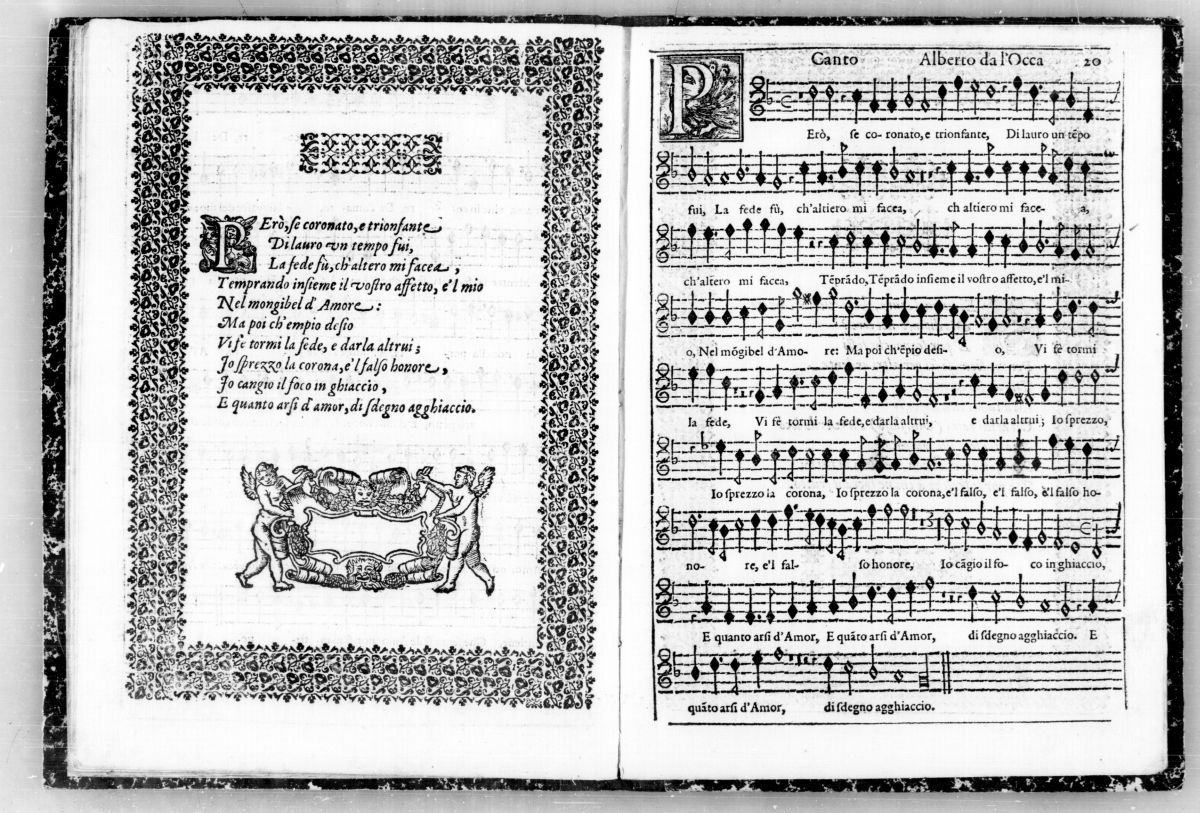 PErò, ſe coronato, e trionfante
Di lauro vn tempo fui,
La fede fù, ch'altero mi facea,
Temprando inſieme il voſtro affetto, e'l mio
Nel mongibel d'Amore:
Ma poi ch'empio deſio
Vi fè tormi la fede, e darla altrui;
Io ſprezzo la corona, e'l falſo honore,
Io cangio il foco in ghiaccio,
E quanto arſi d'amor, di ſdegno agghiaccio.
Canto Alberto da l'Occa 20
PErò, ſe co- ronato, e trionfante, Di lauro un tẽpo
fui, La fede fù, ch'altiero mi facea, ch altiero mi face- a,
ch'altero mi facea, Tẽprãdo, Tẽprãdo inſieme il voſtro affetto, e'l mi-
o, Nel mõgibel d'Amo- re: Ma poi ch'ẽpio deſi- o, Vi fè tormi
la fede, Vi fè tormi la fede, e darla altrui, e darla altrui; Io ſprezzo,
Io ſprezzo la corona, Io ſprezzo la corona, e'l falſo, e'l falſo, e'l falſo ho-
no- re, e'l fal- ſo honore, Io cãgio il fo- co in ghiaccio,
E quanto arſi d'Amor, E quãto arſi d'Amor, di ſdegno agghiaccio. E
quãto arſi d'Amor, di ſdegno agghiaccio.